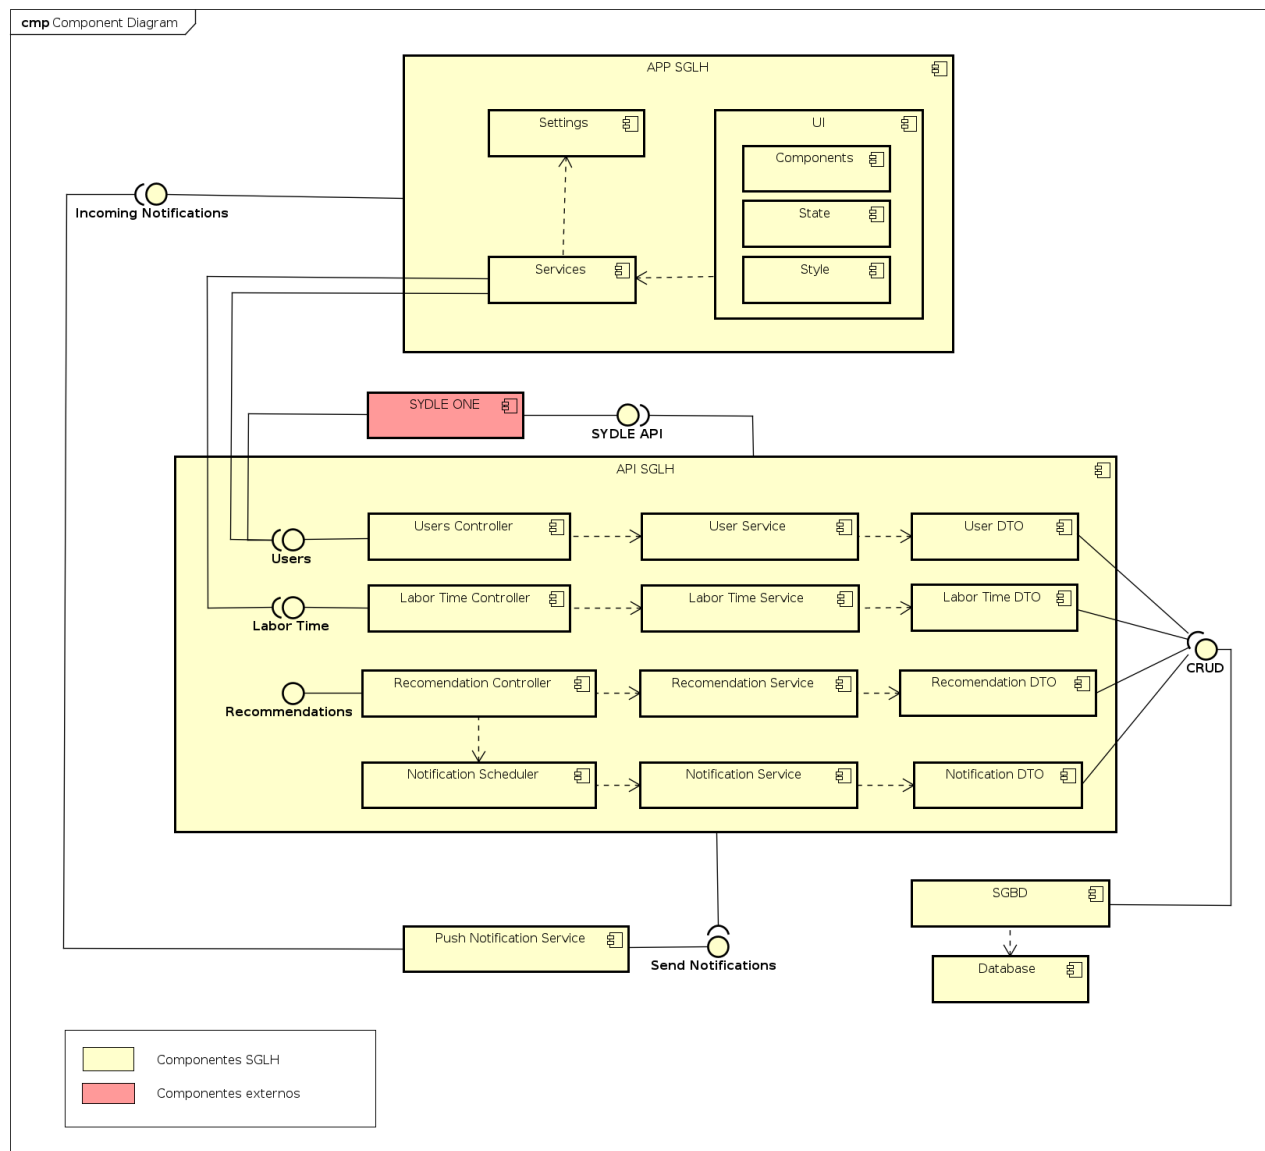 cmp Component Diagram
APP SGLH
Settings
UI
Components
State
Style
Services
Incoming Notifications
SYDLE ONE
SYDLE API
API SGLH
Users Controller
User Service
User DTO
Users
Labor Time Controller
Labor Time Service
Labor Time DTO
Labor Time
CRUD
Recomendation Controller
Recomendation Service
Recomendation DTO
Recommendations
Notification Scheduler
Notification Service
Notification DTO
SGBD
Push Notification Service
Send Notifications
Database
Componentes SGLH
Componentes externos